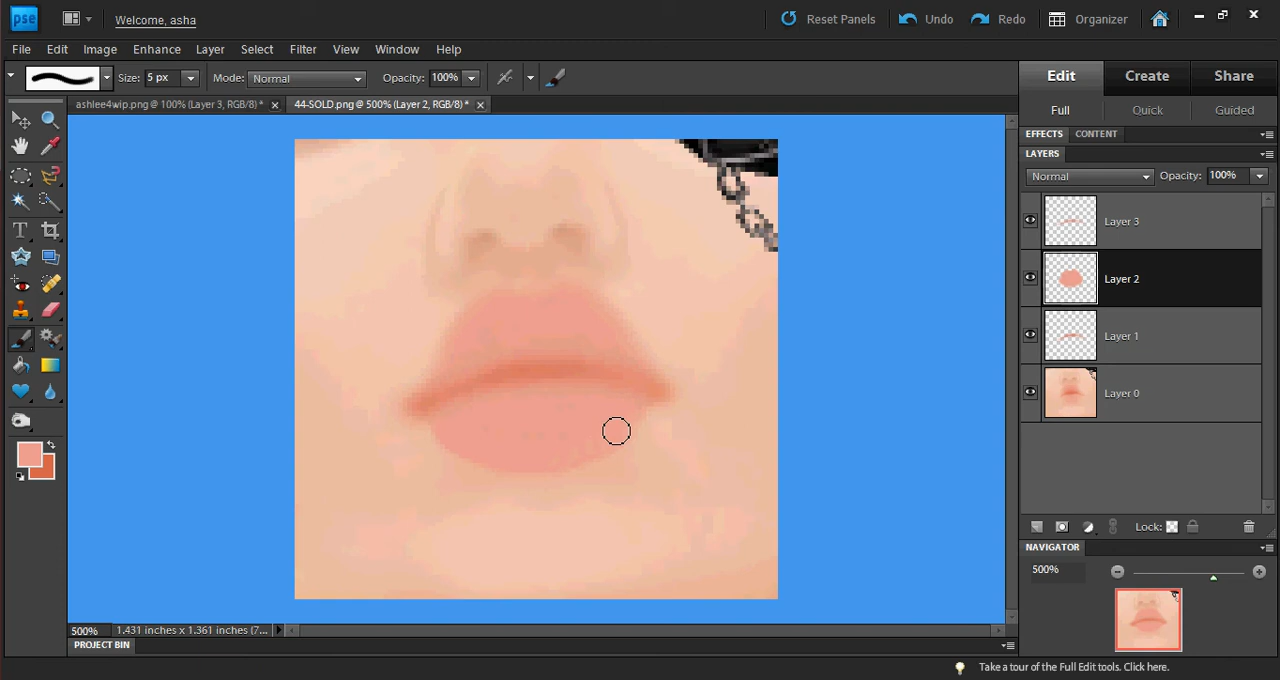 pse Welcome, asha Reset Panels Undo Redo Organizer
File Edit Image Enhance Layer Select Filter View Window Help
Size: 5 px Mode: Normal Opacity: 100%
Edit Create Share
ashlee4wip.png @ 100% (Layer 3, RGB/8) * 44-SOLD.png @ 500% (Layer 2, RGB/8) *
Full Quick Guided
EFFECTS CONTENT
LAYERS
Normal Opacity: 100%
Layer 3
Layer 2
Layer 1
Layer 0
Lock:
NAVIGATOR
500%
500% 1.431 inches x 1.361 inches (7...
PROJECT BIN
Take a tour of the Full Edit tools. Click here.